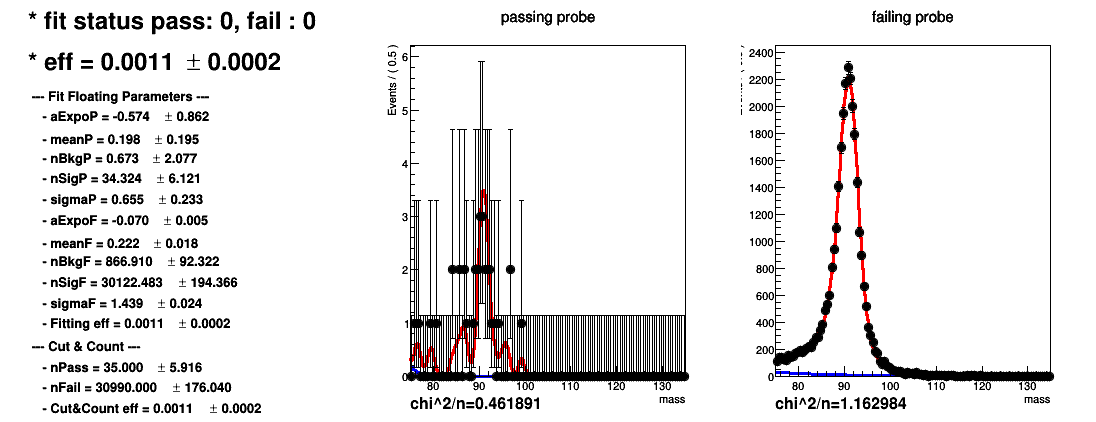 * fit status pass: 0, fail : 0
* eff = 0.0011 ± 0.0002
--- Fit Floating Parameters ---
- aExpoP = -0.574 ± 0.862
- meanP = 0.198 ± 0.195
- nBkgP = 0.673 ± 2.077
- nSigP = 34.324 ± 6.121
- sigmaP = 0.655 ± 0.233
- aExpoF = -0.070 ± 0.005
- meanF = 0.222 ± 0.018
- nBkgF = 866.910 ± 92.322
- nSigF = 30122.483 ± 194.366
- sigmaF = 1.439 ± 0.024
- Fitting eff = 0.0011 ± 0.0002
--- Cut & Count ---
- nPass = 35.000 ± 5.916
- nFail = 30990.000 ± 176.040
- Cut&Count eff = 0.0011 ± 0.0002
passing probe
Events / ( 0.5 )
6
5
4
3
2
1
0
80 90 100 110 120 130
mass
chi^2/n=0.461891
failing probe
2400
2200
2000
1800
1600
1400
1200
1000
800
600
400
200
0
80 90 100 110 120 130
mass
chi^2/n=1.162984